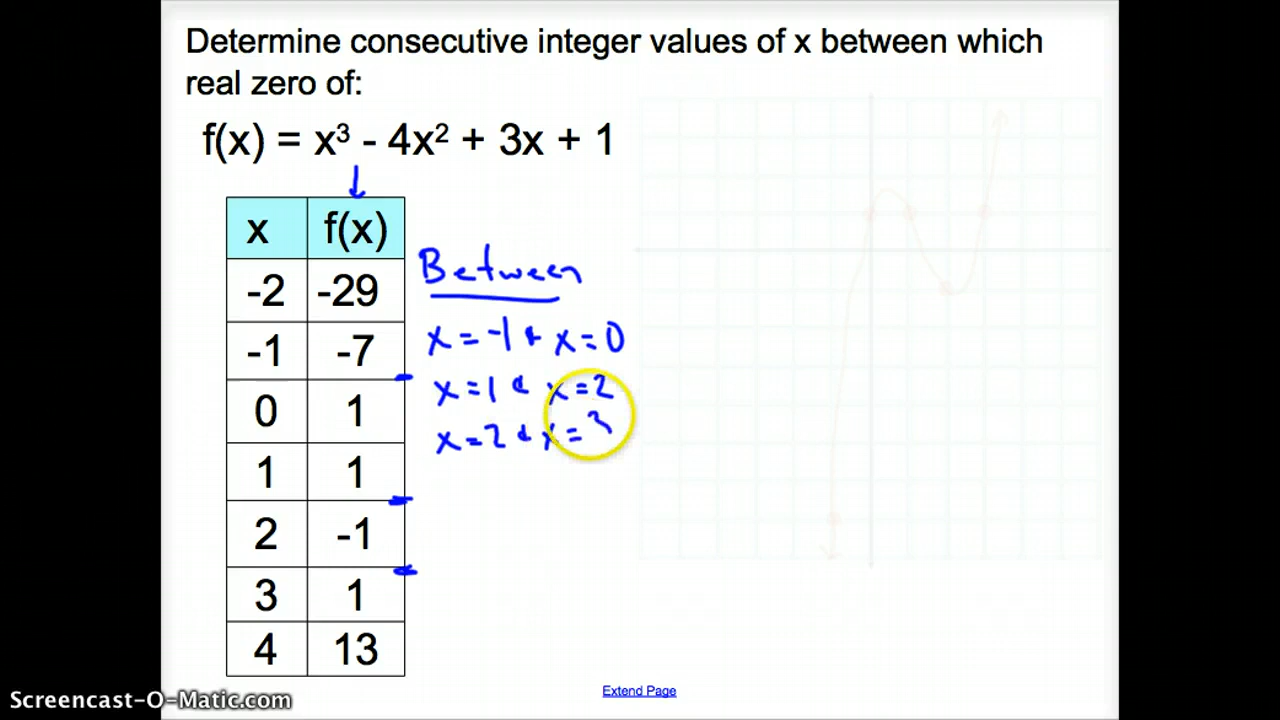 Determine consecutive integer values of x between which
real zero of:
f(x) = x³ - 4x² + 3x + 1
x f(x)
-2 -29
-1 -7
0 1
1 1
2 -1
3 1
4 13
Between
x = -1 & x = 0
x = 1 & x = 2
x = 2 & x = 3
Extend Page
Screencast-O-Matic.com